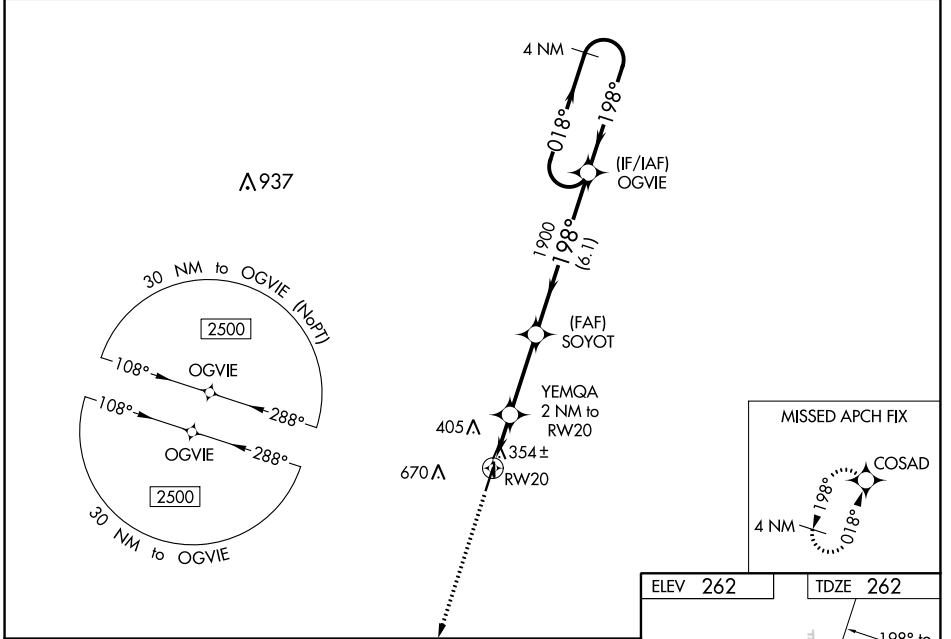 4 NM
018°
198°
(IF/IAF)
OGVIE
937
1900
198°
(6.1)
30 NM to OGVIE (NoPT)
2500
108°
OGVIE
288°
108°
OGVIE
288°
2500
30 NM to OGVIE
(FAF)
SOYOT
YEMQA
2 NM to
RW20
405
354±
670
RW20
MISSED APCH FIX
COSAD
198°
4 NM
018°
ELEV 262
TDZE 262
198° to